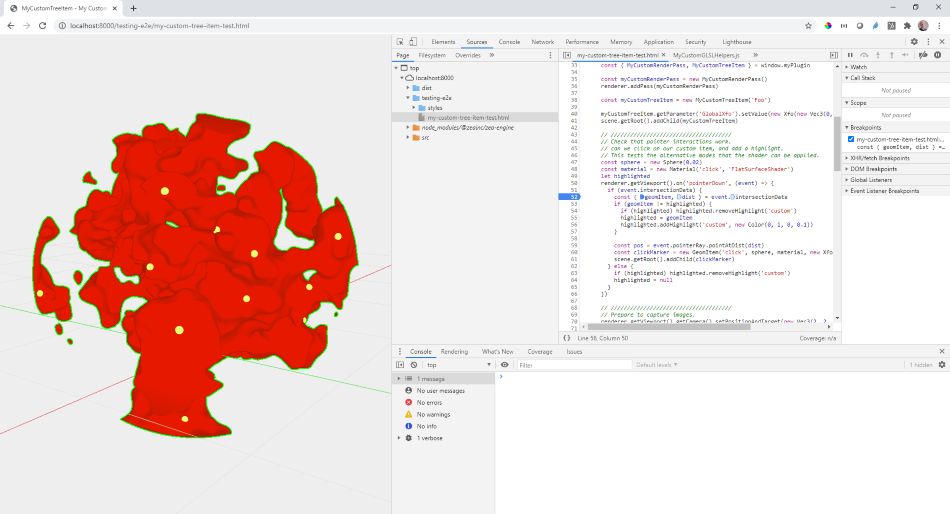 MyCustomTreeItem - My Custom
localhost:8000/testing-e2e/my-custom-tree-item-test.html
Elements Sources Console Network Performance Memory Application Security Lighthouse
Page Filesystem Overrides
my-custom-tree-item-test.html MyCustomGLSLHelpers.js
top
localhost:8000
dist
testing-e2e
styles
my-custom-tree-item-test.html
node_modules/@zeainc/zea-engine
src
33 const { MyCustomRenderPass, MyCustomTreeItem } = window.myPlugin
34
35 const myCustomRenderPass = new MyCustomRenderPass()
36 renderer.addPass(myCustomRenderPass)
37
38 const myCustomTreeItem = new MyCustomTreeItem('Foo')
39
40 myCustomTreeItem.getParameter('GlobalXfo').setValue(new Xfo(new Vec3(0,
41 scene.getRoot().addChild(myCustomTreeItem)
42
43 // ////////////////////////////////////
44 // Check that pointer interactions work.
45 // can we click on our custom item, and add a highlight.
46 // This tests the alternative modes that the shader can be applied.
47 const sphere = new Sphere(0.02)
48 const material = new Material('click', 'FlatSurfaceShader')
49 let highlighted
50 renderer.getViewport().on('pointerDown', (event) => {
51 if (event.intersectionData) {
52 const { geomItem, dist } = event.intersectionData
53 if (geomItem != highlighted) {
54 if (highlighted) highlighted.removeHighlight('custom')
55 highlighted = geomItem
56 highlighted.addHighlight('custom', new Color(0, 1, 0, 0.1))
57 }
58
59 const pos = event.pointerRay.pointAtDist(dist)
60 const clickMarker = new GeomItem('click', sphere, material, new Xfo
61 scene.getRoot().addChild(clickMarker)
62 } else {
63 if (highlighted) highlighted.removeHighlight('custom')
64 highlighted = null
65 }
66 })
67
68 // ////////////////////////////////////
69 // Prepare to capture images.
70 renderer.getViewport().getCamera().setPositionAndTarget(new Vec3(2, 2,
71
Line 58, Column 50
Coverage: n/a
Watch
Call Stack
Not paused
Scope
Not paused
Breakpoints
my-custom-tree-item-test.html...
const { geomItem, dist } =...
XHR/fetch Breakpoints
DOM Breakpoints
Global Listeners
Event Listener Breakpoints
Console Rendering What's New Coverage Issues
top Filter Default levels 1 hidden
1 message
No user messages
No errors
No warnings
No info
1 verbose